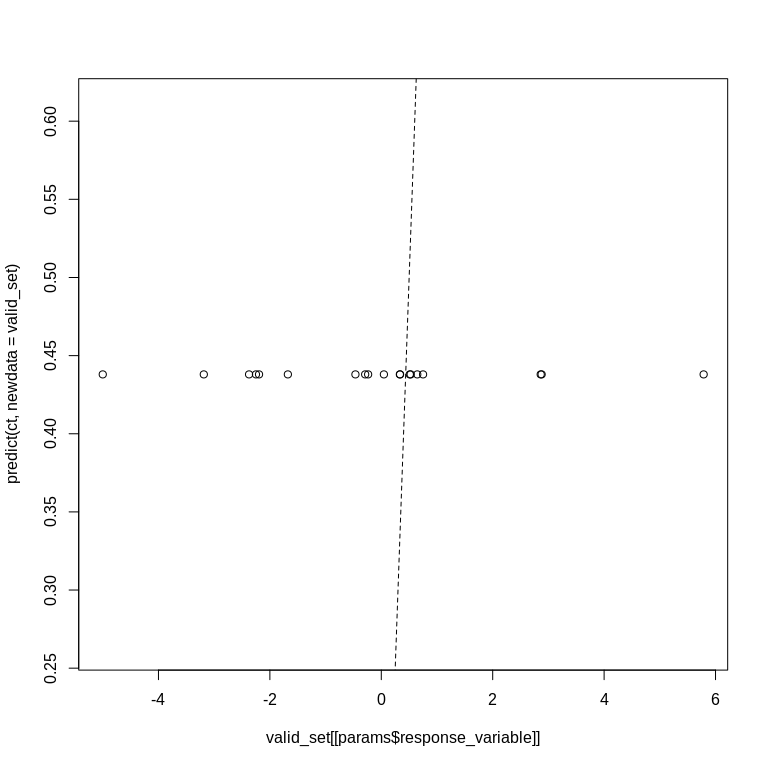 0.60
0.55
0.50
0.45
0.40
0.35
0.30
0.25
predict(ct, newdata = valid_set)
-4 -2 0 2 4 6
valid_set[[params$response_variable]]